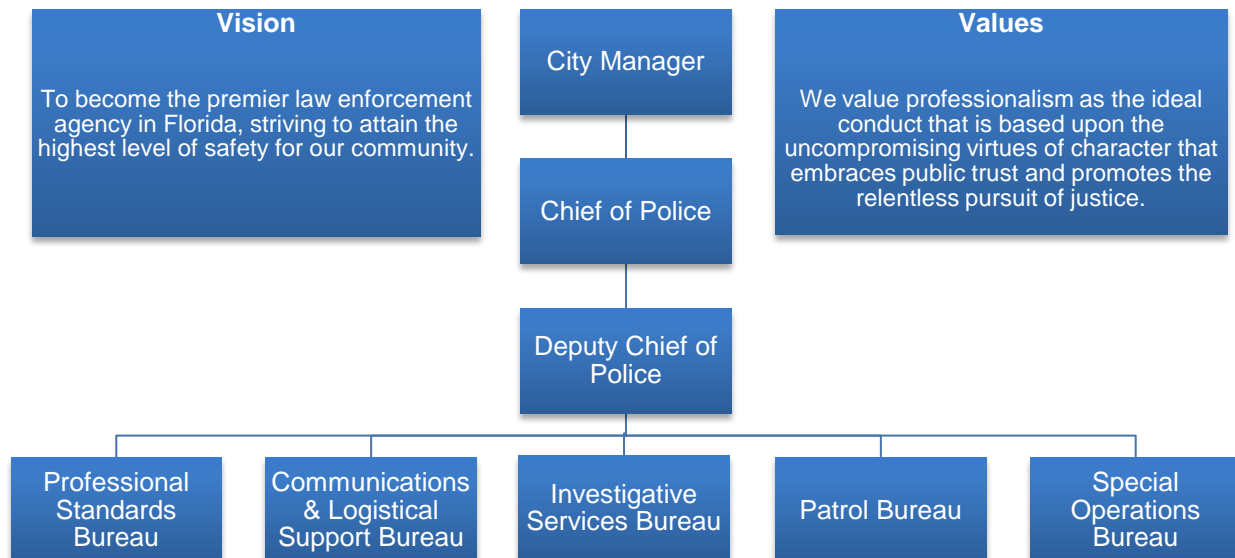 Vision
To become the premier law enforcement
agency in Florida, striving to attain the
highest level of safety for our community.
City Manager
Values
We value professionalism as the ideal
conduct that is based upon the
uncompromising virtues of character that
embraces public trust and promotes the
relentless pursuit of justice.
Chief of Police
Deputy Chief of
Police
Professional
Standards
Bureau
Communications
& Logistical
Support Bureau
Investigative
Services Bureau
Patrol Bureau
Special
Operations
Bureau